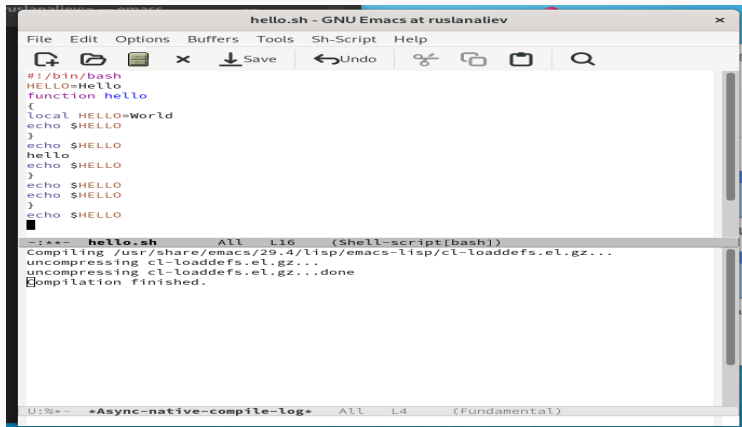 hello.sh - GNU Emacs at ruslanaliev
File Edit Options Buffers Tools Sh-Script Help
Save Undo
#!/bin/bash
HELLO=Hello
function hello
{
local HELLO=World
echo $HELLO
}
echo $HELLO
hello
echo $HELLO
}
echo $HELLO
echo $HELLO
}
echo $HELLO
-:**- hello.sh All L16 (Shell-script[bash])
Compiling /usr/share/emacs/29.4/lisp/emacs-lisp/cl-loaddefs.el.gz...
uncompressing cl-loaddefs.el.gz...
uncompressing cl-loaddefs.el.gz...done
Compilation finished.
U:%*- *Async-native-compile-log* All L4 (Fundamental)